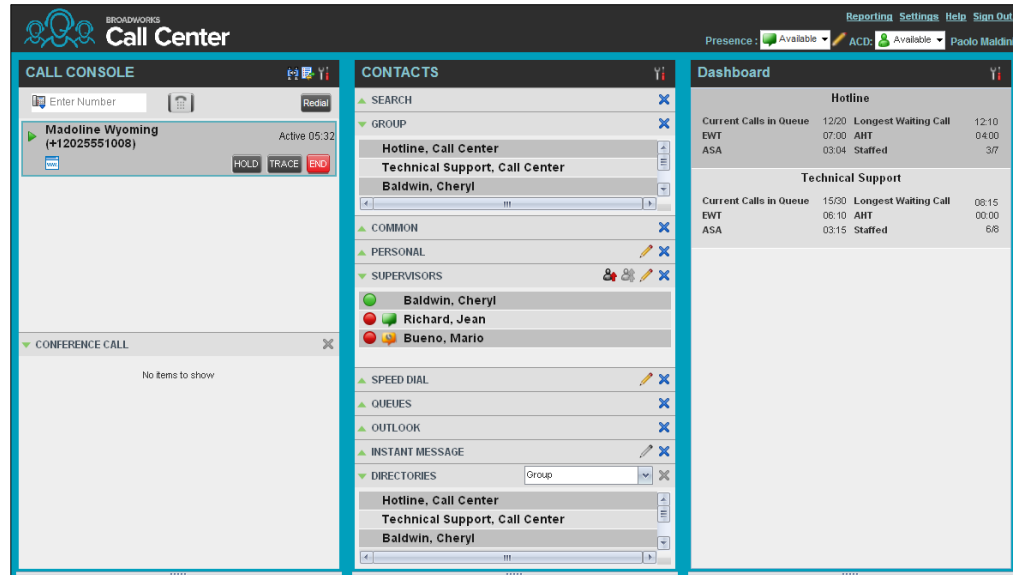 BROADWORKS
Call Center
Reporting Settings Help Sign Out
Presence : Available ACD: Available Paolo Maldini
CALL CONSOLE
Enter Number Redial
Madoline Wyoming
(+12025551008)
Active 05:32
HOLD TRACE END
CONFERENCE CALL
No items to show
CONTACTS
SEARCH
GROUP
Hotline, Call Center
Technical Support, Call Center
Baldwin, Cheryl
COMMON
PERSONAL
SUPERVISORS
Baldwin, Cheryl
Richard, Jean
Bueno, Mario
SPEED DIAL
QUEUES
OUTLOOK
INSTANT MESSAGE
DIRECTORIES Group
Hotline, Call Center
Technical Support, Call Center
Baldwin, Cheryl
Dashboard
Hotline
Current Calls in Queue 12/20 Longest Waiting Call 12:10
EWT 07:00 AHT 04:00
ASA 03:04 Staffed 3/7
Technical Support
Current Calls in Queue 15/30 Longest Waiting Call 08:15
EWT 06:10 AHT 00:00
ASA 03:15 Staffed 6/8